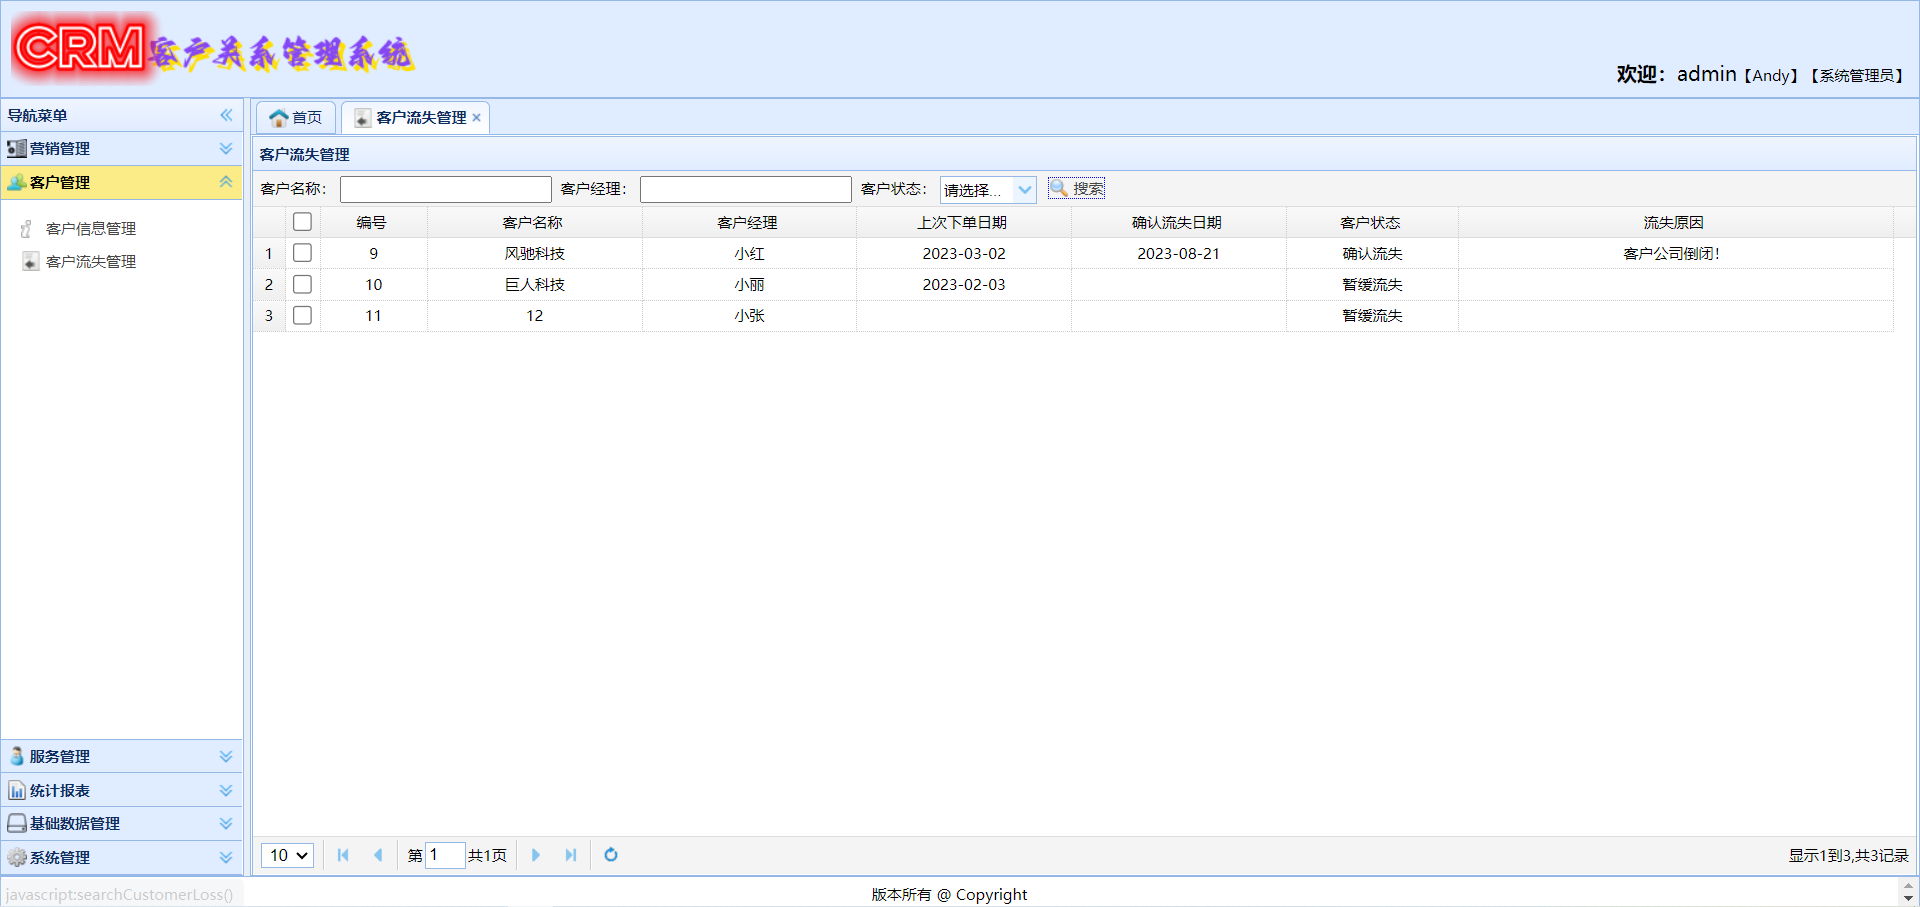 CRM客户关系管理系统
欢迎：admin【Andy】【系统管理员】
导航菜单
营销管理
客户管理
客户信息管理
客户流失管理
服务管理
统计报表
基础数据管理
系统管理
首页 客户流失管理
客户流失管理
客户名称： 客户经理： 客户状态： 请选择... 搜索
编号 客户名称 客户经理 上次下单日期 确认流失日期 客户状态 流失原因
1 9 风驰科技 小红 2023-03-02 2023-08-21 确认流失 客户公司倒闭！
2 10 巨人科技 小丽 2023-02-03 暂缓流失
3 11 12 小张 暂缓流失
10 第 1 共1页 显示1到3,共3记录
javascript:searchCustomerLoss()
版本所有 @ Copyright